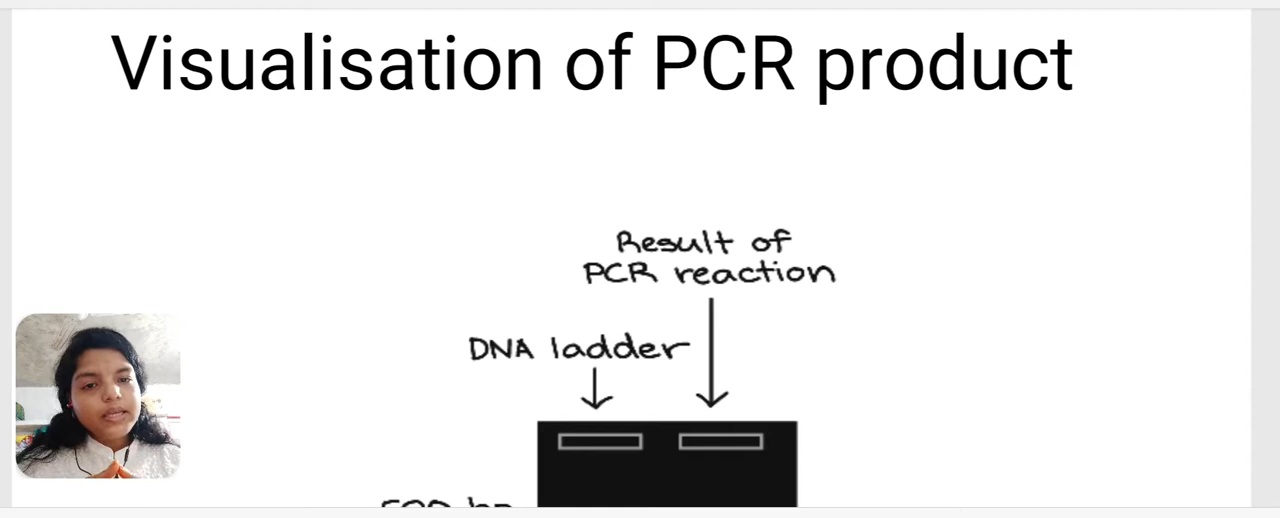 Visualisation of PCR product
Result of
PCR reaction
DNA ladder